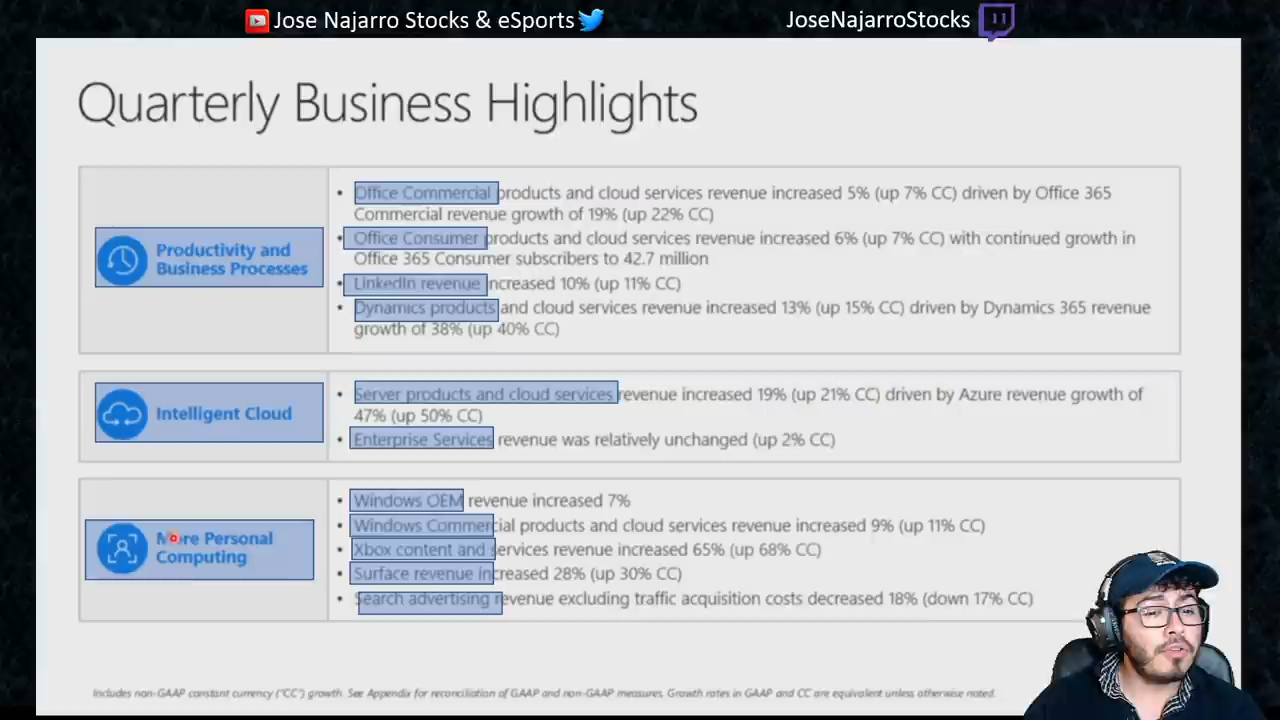 Jose Najarro Stocks & eSports
JoseNajarroStocks
Quarterly Business Highlights
Productivity and
Business Processes
• Office Commercial products and cloud services revenue increased 5% (up 7% CC) driven by Office 365
Commercial revenue growth of 19% (up 22% CC)
• Office Consumer products and cloud services revenue increased 6% (up 7% CC) with continued growth in
Office 365 Consumer subscribers to 42.7 million
• LinkedIn revenue increased 10% (up 11% CC)
• Dynamics products and cloud services revenue increased 13% (up 15% CC) driven by Dynamics 365 revenue
growth of 38% (up 40% CC)
Intelligent Cloud
• Server products and cloud services revenue increased 19% (up 21% CC) driven by Azure revenue growth of
47% (up 50% CC)
• Enterprise Services revenue was relatively unchanged (up 2% CC)
More Personal
Computing
• Windows OEM revenue increased 7%
• Windows Commercial products and cloud services revenue increased 9% (up 11% CC)
• Xbox content and services revenue increased 65% (up 68% CC)
• Surface revenue increased 28% (up 30% CC)
• Search advertising revenue excluding traffic acquisition costs decreased 18% (down 17% CC)
Includes non-GAAP constant currency ("CC") growth. See Appendix for reconciliation of GAAP and non-GAAP measures. Growth rates in GAAP and CC are equivalent unless otherwise noted.